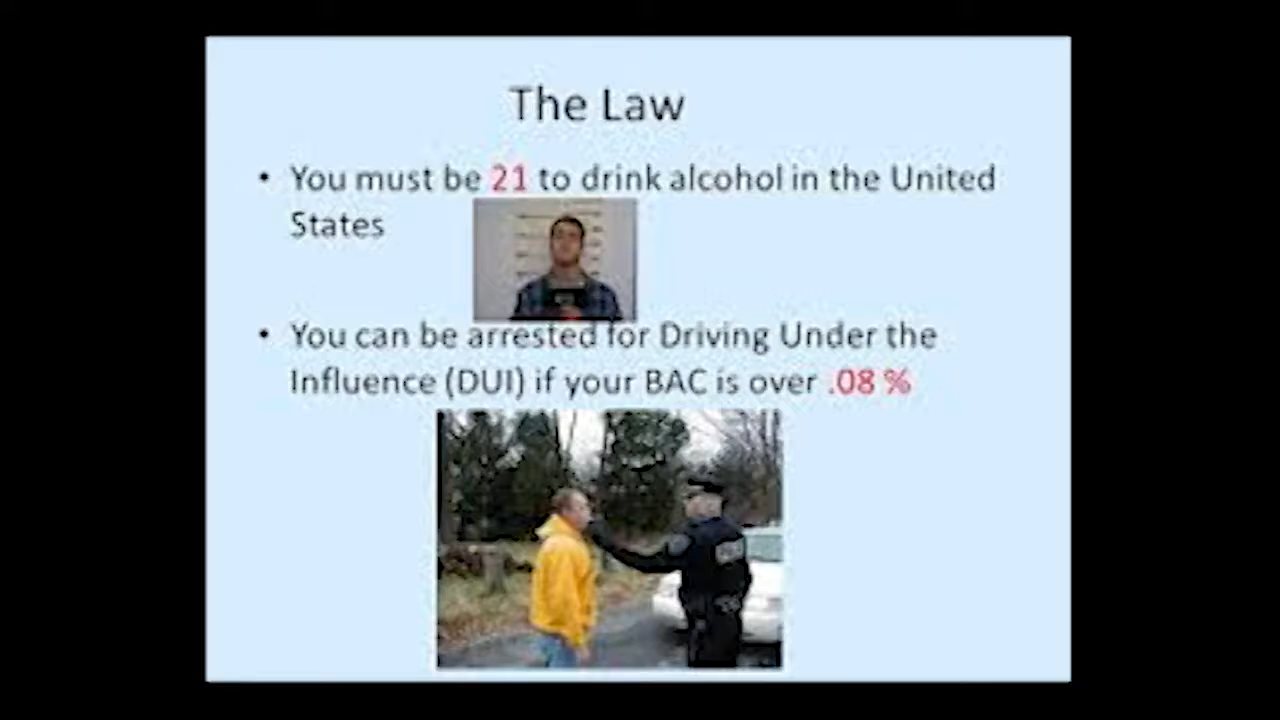 The Law
• You must be 21 to drink alcohol in the United
States
• You can be arrested for Driving Under the
Influence (DUI) if your BAC is over .08 %